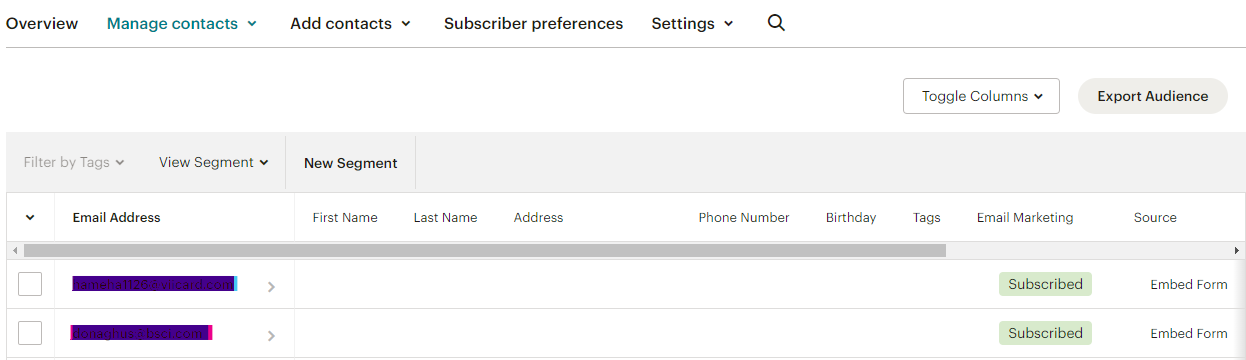 Overview Manage contacts Add contacts Subscriber preferences Settings
Toggle Columns Export Audience
Filter by Tags View Segment New Segment
Email Address First Name Last Name Address Phone Number Birthday Tags Email Marketing Source
Subscribed Embed Form
Subscribed Embed Form